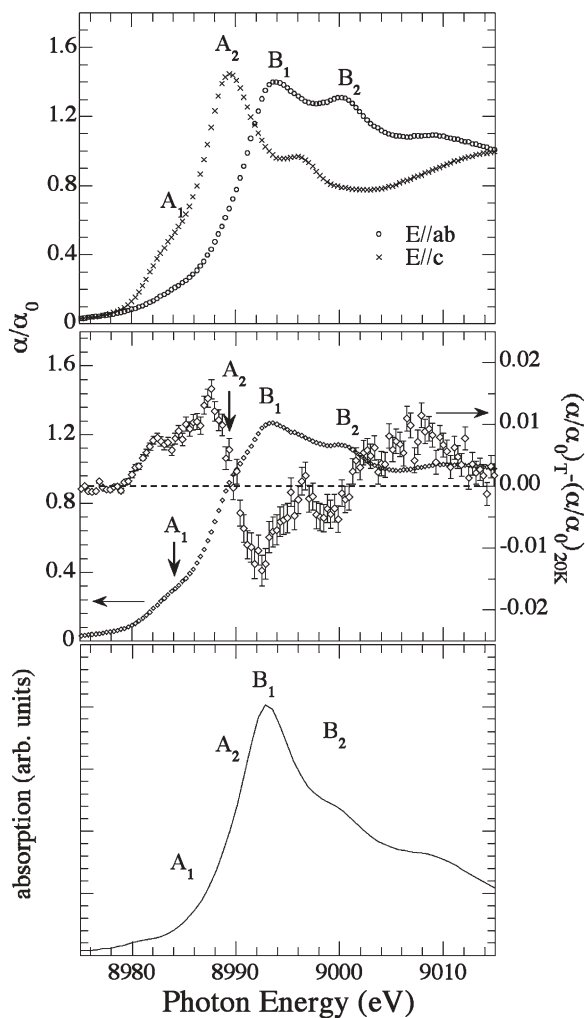 1.6
A₂
B₁
B₂
1.2
0.8
A₁
E//ab
E//c
0.4
0
α/α₀
1.6
A₂
B₁
B₂
0.02
1.2
0.01
0.8
0.00
A₁
0.4
-0.01
0
-0.02
(α/α₀)T-(α/α₀)20K
B₁
A₂
B₂
A₁
absorption (arb. units)
8980
8990
9000
9010
Photon Energy (eV)